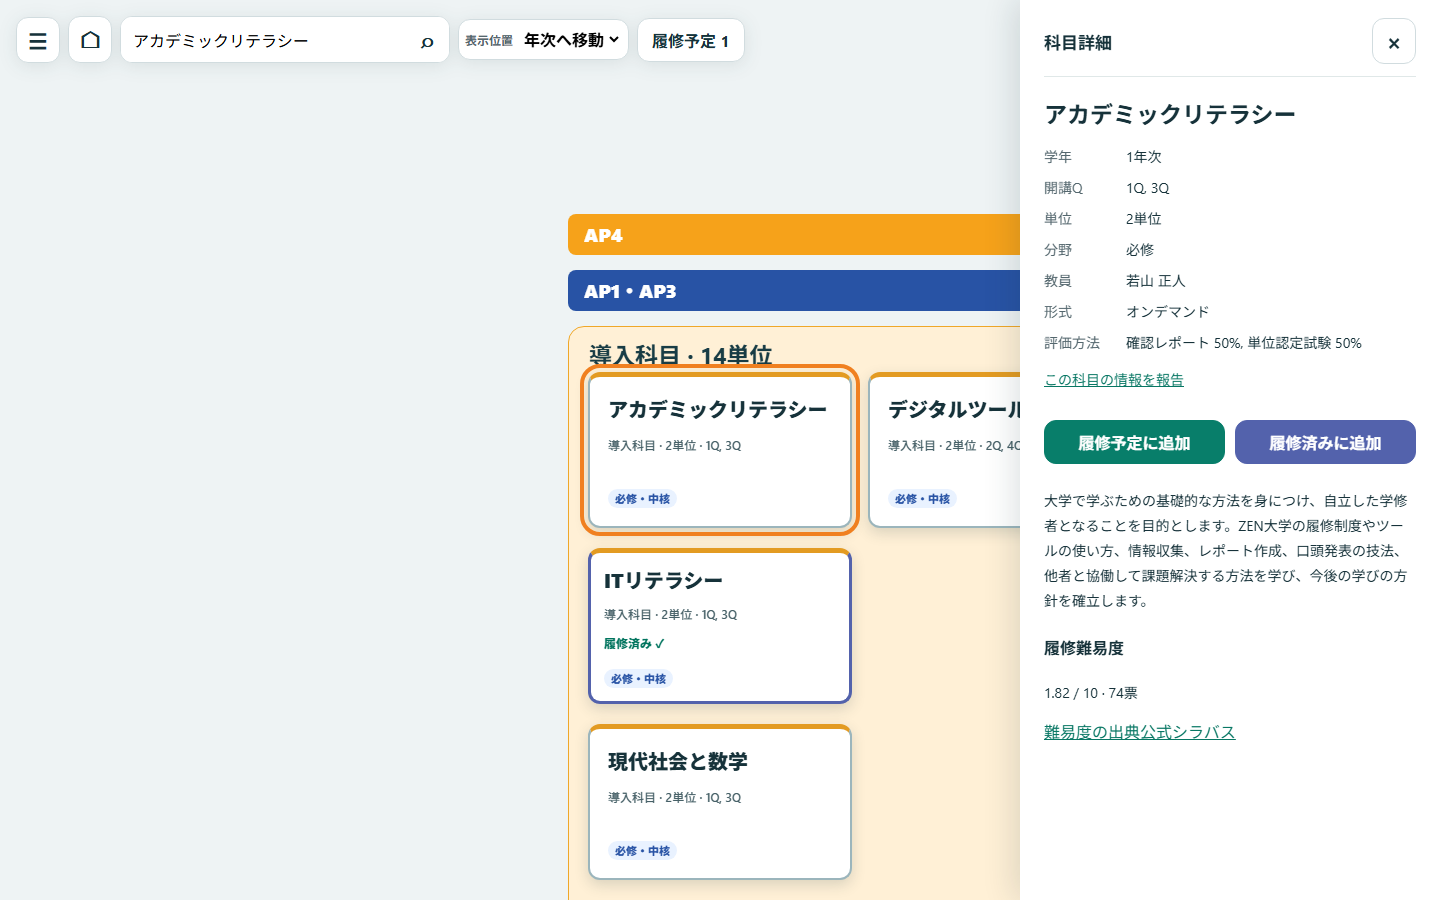 アカデミックリテラシー
表示位置 年次へ移動
履修予定 1
AP4
AP1・AP3
導入科目 · 14単位
アカデミックリテラシー
導入科目 · 2単位 · 1Q, 3Q
必修・中核
デジタルツール
導入科目 · 2単位 · 2Q, 4Q
必修・中核
ITリテラシー
導入科目 · 2単位 · 1Q, 3Q
履修済み ✓
必修・中核
現代社会と数学
導入科目 · 2単位 · 1Q, 3Q
必修・中核
科目詳細
×
アカデミックリテラシー
学年 1年次
開講Q 1Q, 3Q
単位 2単位
分野 必修
教員 若山 正人
形式 オンデマンド
評価方法 確認レポート 50%, 単位認定試験 50%
この科目の情報を報告
履修予定に追加
履修済みに追加
大学で学ぶための基礎的な方法を身につけ、自立した学修
者となることを目的とします。ZEN大学の履修制度やツー
ルの使い方、情報収集、レポート作成、口頭発表の技法、
他者と協働して課題解決する方法を学び、今後の学びの方
針を確立します。
履修難易度
1.82 / 10 · 74票
難易度の出典公式シラバス